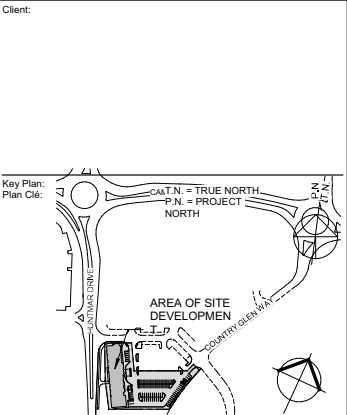 Client:
Key Plan:
Plan Clé:
T.N. = TRUE NORTH
P.N. = PROJECT
NORTH
P.N
T.N.
HUNTMAR DRIVE
AREA OF SITE
DEVELOPMEN
T
COUNTRY GLEN WAY